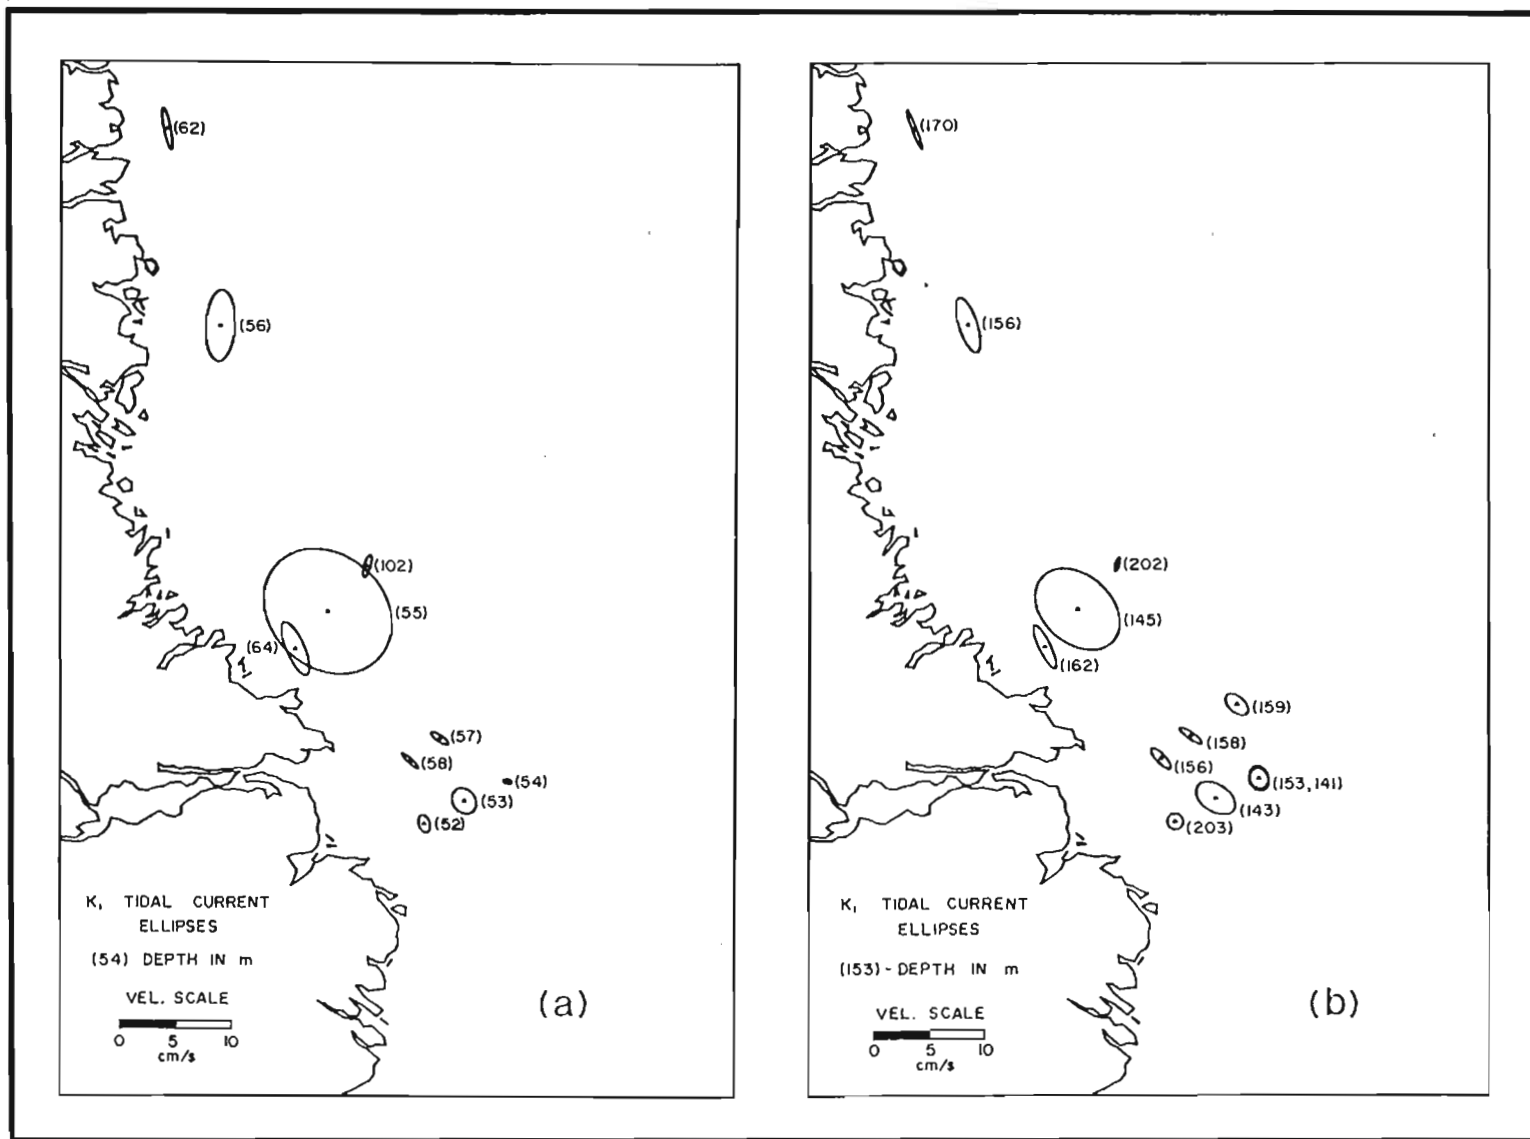 (62)
(56)
(102)
(55)
(64)
(57)
(58)
(54)
(53)
(52)
K₁ TIDAL CURRENT
ELLIPSES
(54) DEPTH IN m
VEL. SCALE
0 5 10
cm/s
(a)
(170)
(156)
(202)
(145)
(162)
(159)
(158)
(156)
(153,141)
(143)
(203)
K₁ TIDAL CURRENT
ELLIPSES
(153)-DEPTH IN m
VEL. SCALE
0 5 10
cm/s
(b)